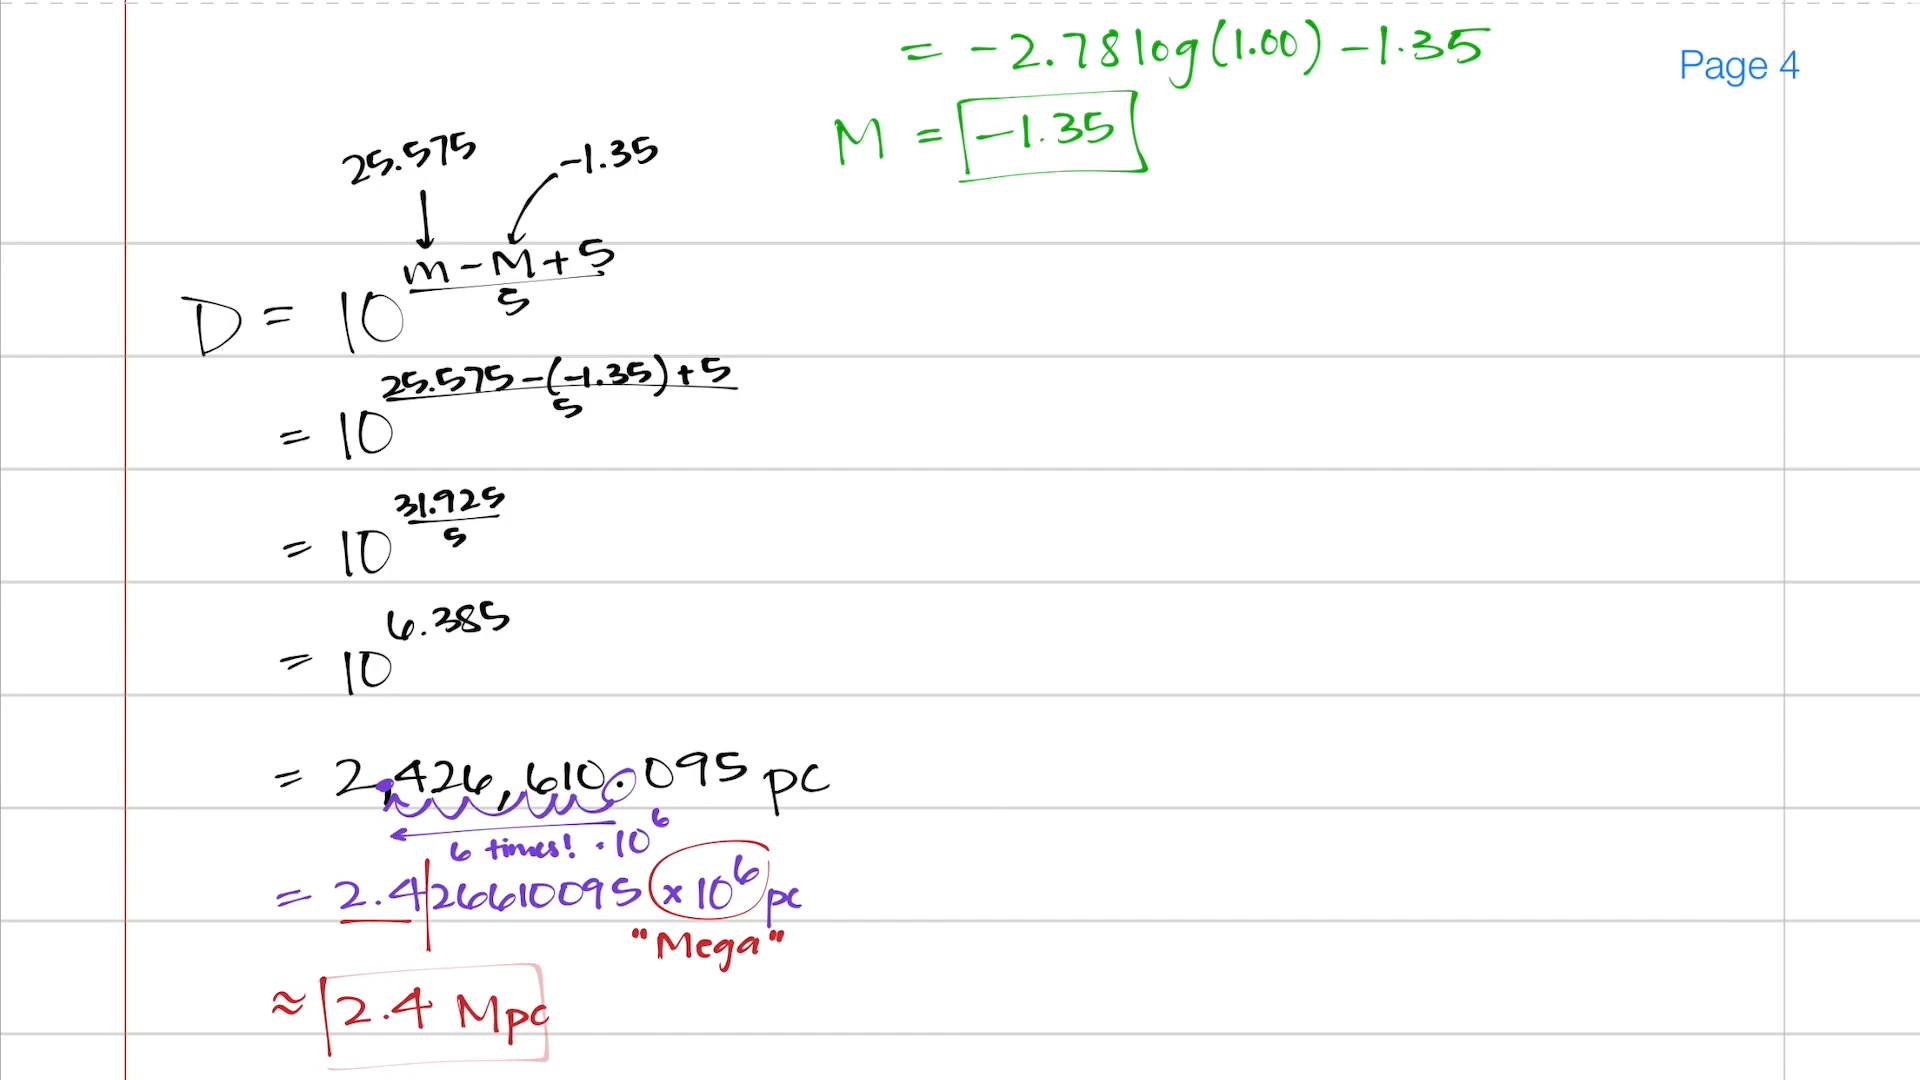 = -2.78 log(1.00) - 1.35
Page 4
M = -1.35
25.575 -1.35
m - M + 5
5
D = 10
25.575 - (-1.35) + 5
5
= 10
31.925
5
= 10
6.385
= 10
= 2,426,610.095 pc
6 times! · 10^6
= 2.426610095 × 10^6 pc
"Mega"
≈ 2.4 Mpc